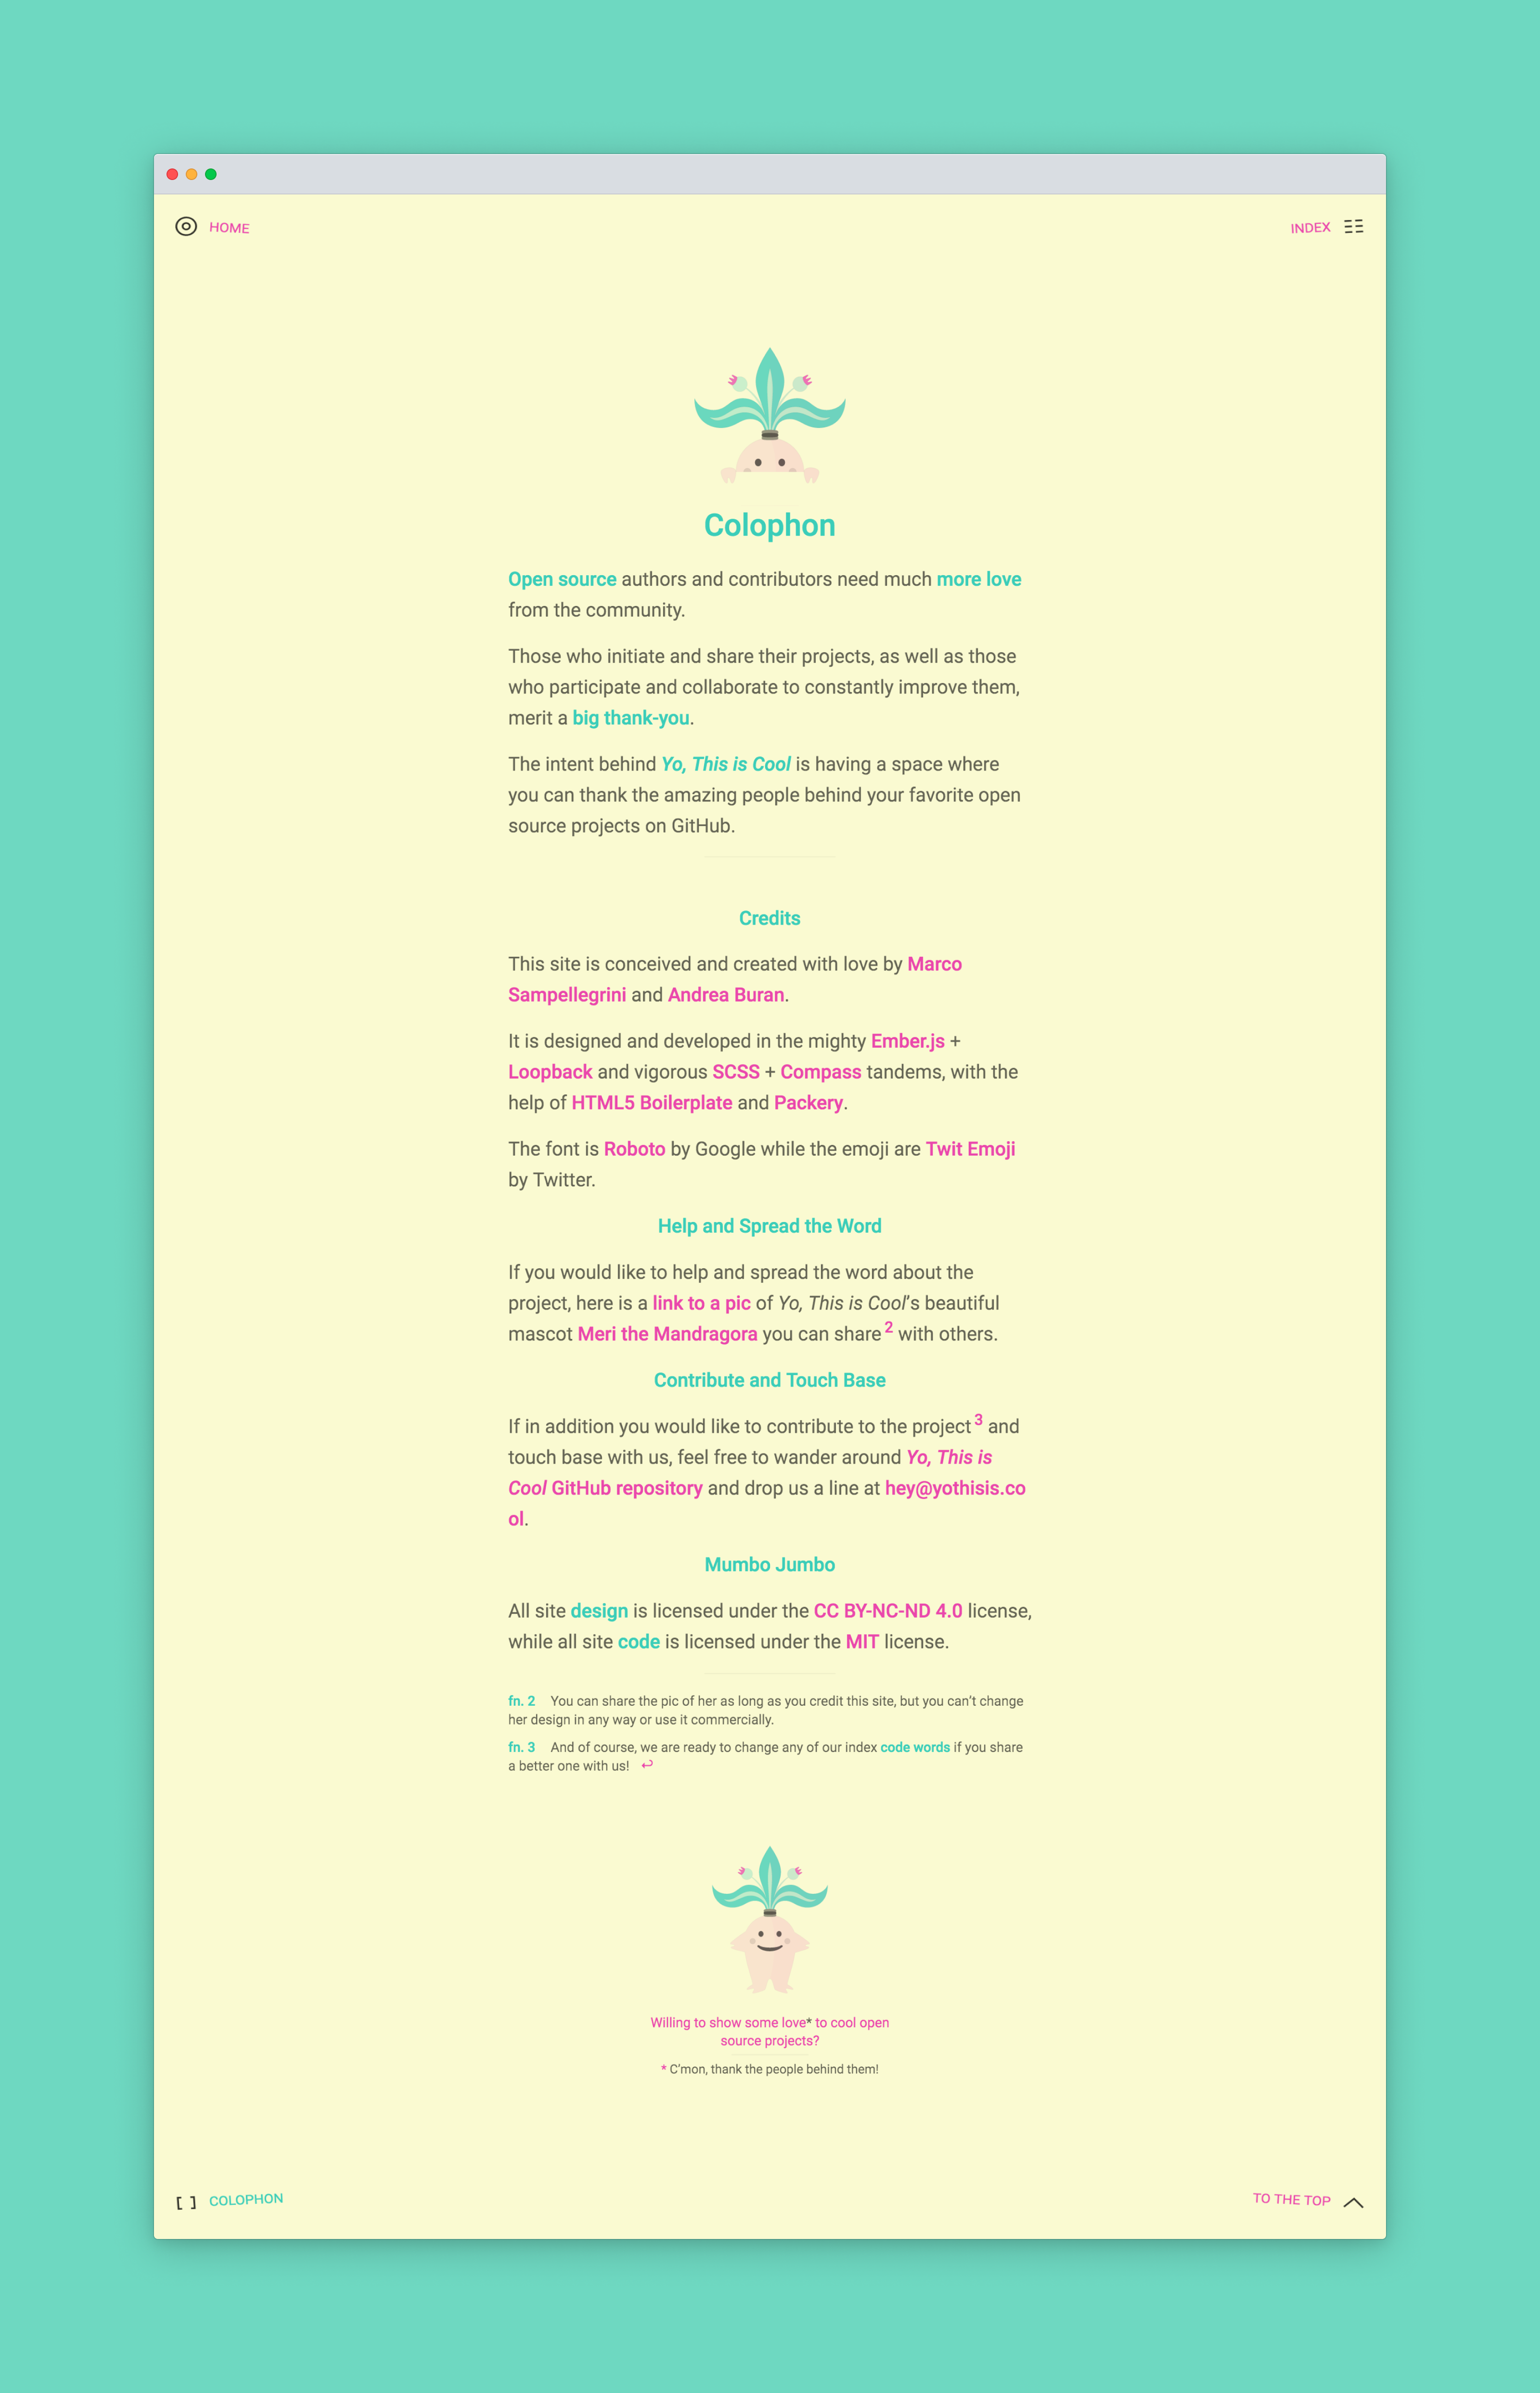 HOME
INDEX
Colophon
Open source authors and contributors need much more love
from the community.
Those who initiate and share their projects, as well as those
who participate and collaborate to constantly improve them,
merit a big thank-you.
The intent behind Yo, This is Cool is having a space where
you can thank the amazing people behind your favorite open
source projects on GitHub.
Credits
This site is conceived and created with love by Marco
Sampellegrini and Andrea Buran.
It is designed and developed in the mighty Ember.js +
Loopback and vigorous SCSS + Compass tandems, with the
help of HTML5 Boilerplate and Packery.
The font is Roboto by Google while the emoji are Twit Emoji
by Twitter.
Help and Spread the Word
If you would like to help and spread the word about the
project, here is a link to a pic of Yo, This is Cool's beautiful
mascot Meri the Mandragora you can share 2 with others.
Contribute and Touch Base
If in addition you would like to contribute to the project 3 and
touch base with us, feel free to wander around Yo, This is
Cool GitHub repository and drop us a line at hey@yothisis.co
ol.
Mumbo Jumbo
All site design is licensed under the CC BY-NC-ND 4.0 license,
while all site code is licensed under the MIT license.
fn. 2 You can share the pic of her as long as you credit this site, but you can't change
her design in any way or use it commercially.
fn. 3 And of course, we are ready to change any of our index code words if you share
a better one with us! ↩
Willing to show some love* to cool open
source projects?
* C'mon, thank the people behind them!
[ ] COLOPHON
TO THE TOP